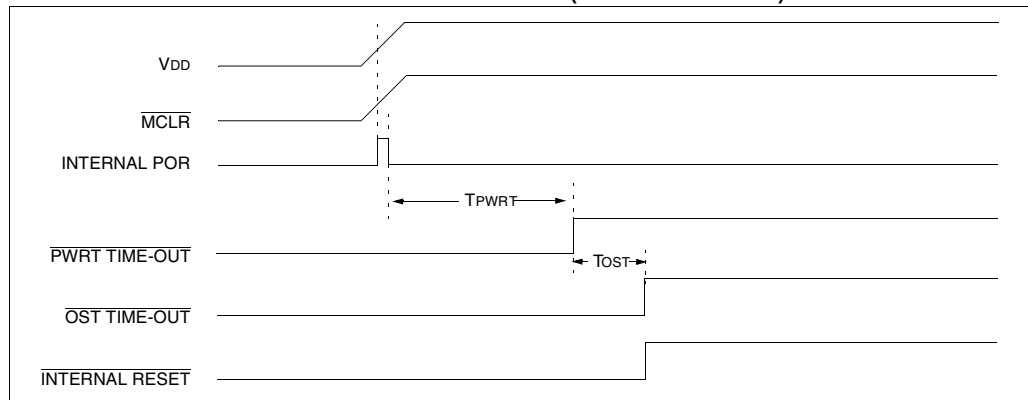 VDD
MCLR
INTERNAL POR
TPWRT
PWRT TIME-OUT
TOST
OST TIME-OUT
INTERNAL RESET